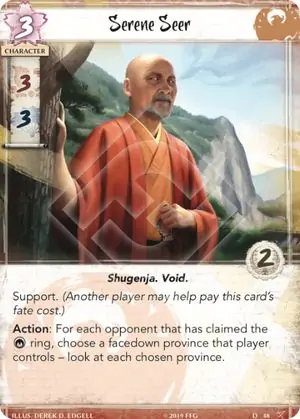 3
Serene Seer
CHARACTER
3
3
2
Shugenja. Void.
Support. (Another player may help pay this card's
fate cost.)
Action: For each opponent that has claimed the
ring, choose a facedown province that player
controls – look at each chosen province.
ILLUS. DEREK D. EDGELL
© 2019 FFG
D